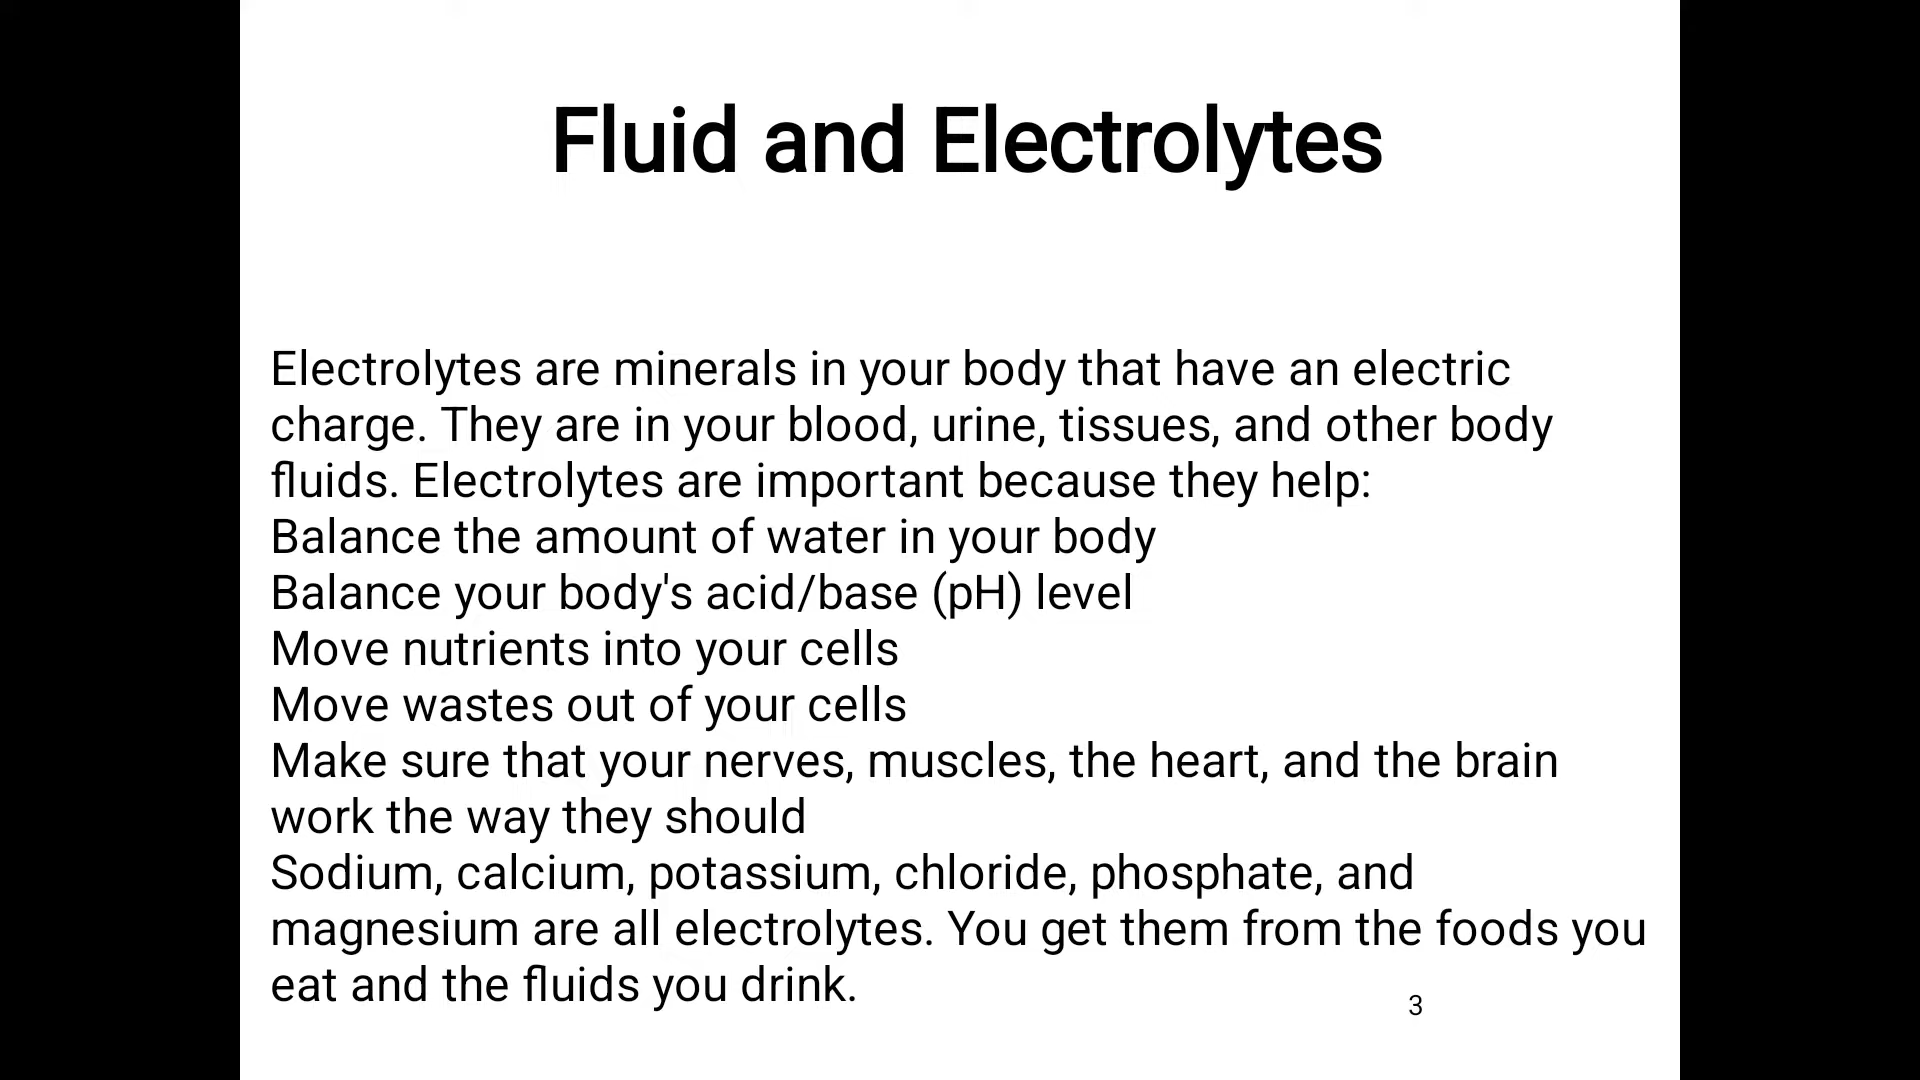 Fluid and Electrolytes
Electrolytes are minerals in your body that have an electric
charge. They are in your blood, urine, tissues, and other body
fluids. Electrolytes are important because they help:
Balance the amount of water in your body
Balance your body's acid/base (pH) level
Move nutrients into your cells
Move wastes out of your cells
Make sure that your nerves, muscles, the heart, and the brain
work the way they should
Sodium, calcium, potassium, chloride, phosphate, and
magnesium are all electrolytes. You get them from the foods you
eat and the fluids you drink.
3